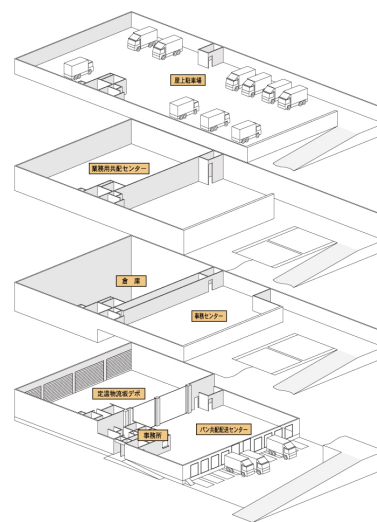 屋上駐車場
業務用共配センター
倉 庫
事務センター
定温物流坂デポ
事務所
パン共配配送センター